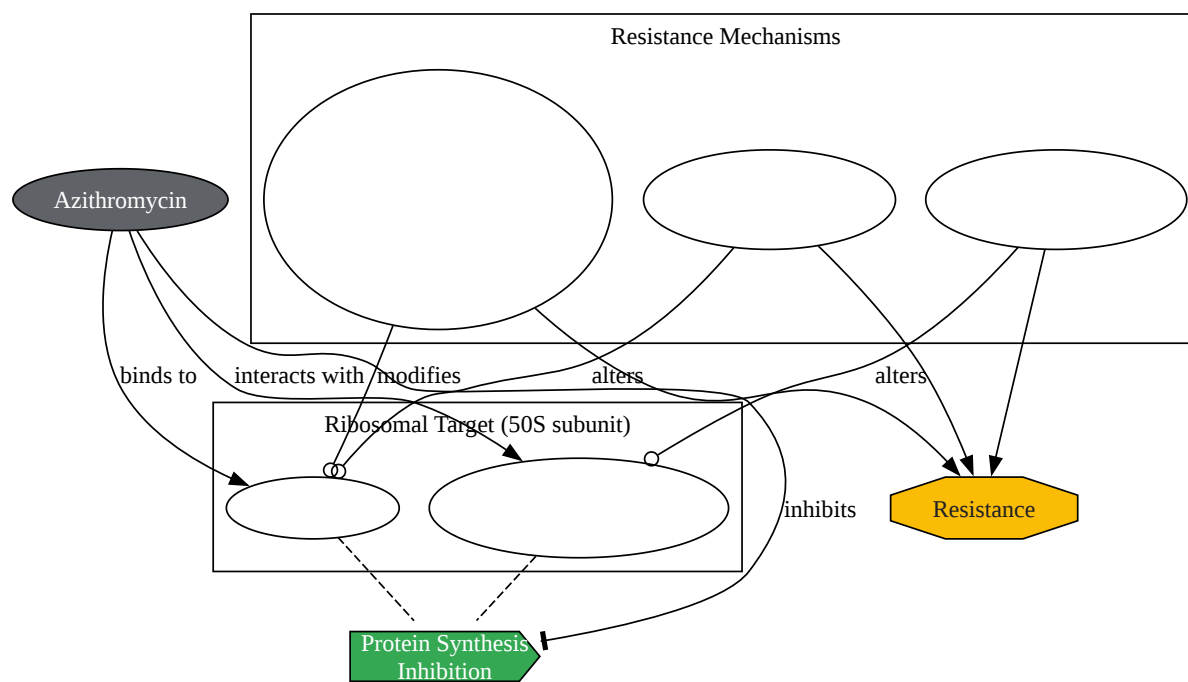 Resistance Mechanisms
Azithromycin
binds to
interacts with
modifies
alters
alters
Ribosomal Target (50S subunit)
inhibits
Resistance
Protein Synthesis
Inhibition